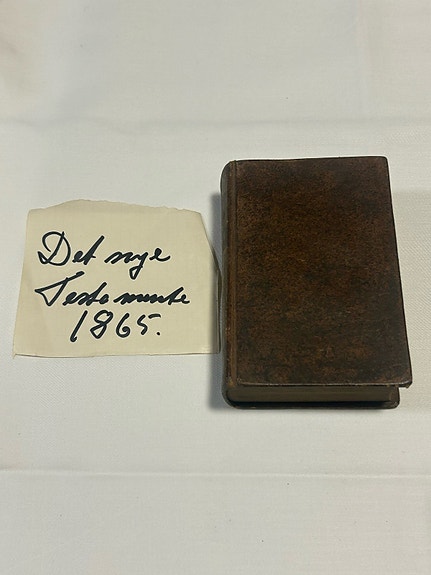 Det nye
Testamente
1865.